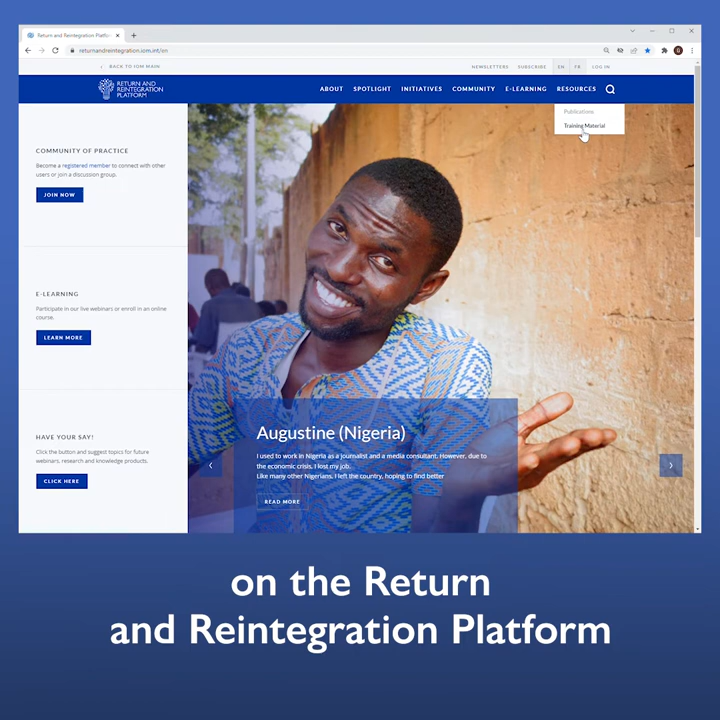 Return and Reintegration Platfor
returnandreintegration.iom.int/en
BACK TO IOM MAIN
NEWSLETTERS
SUBSCRIBE
EN
FR
LOG IN
RETURN AND
REINTEGRATION
PLATFORM
ABOUT
SPOTLIGHT
INITIATIVES
COMMUNITY
E-LEARNING
RESOURCES
Publications
Training Material
COMMUNITY OF PRACTICE
Become a registered member to connect with other
users or join a discussion group.
JOIN NOW
E-LEARNING
Participate in our live webinars or enroll in an online
course.
LEARN MORE
HAVE YOUR SAY!
Click the button and suggest topics for future
webinars, research and knowledge products.
CLICK HERE
Augustine (Nigeria)
I used to work in Nigeria as a journalist and a media consultant. However, due to
the economic crisis, I lost my job.
Like many other Nigerians, I left the country, hoping to find better
READ MORE
on the Return
and Reintegration Platform